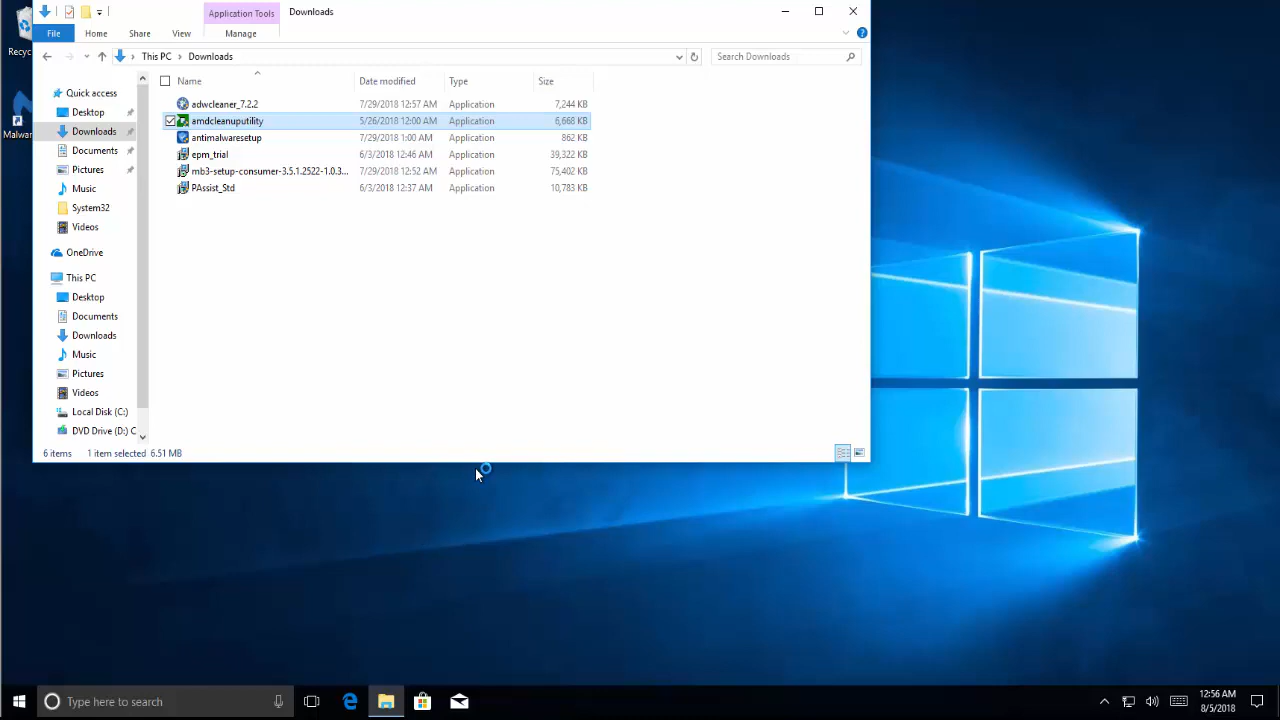 Application Tools
Downloads
File
Home
Share
View
Manage
This PC
Downloads
Search Downloads
Name
Date modified
Type
Size
adwcleaner_7.2.2 7/29/2018 12:57 AM Application 7,244 KB
amdcleanuputility 5/26/2018 12:00 AM Application 6,668 KB
antimalwaresetup 7/29/2018 1:00 AM Application 862 KB
epm_trial 6/3/2018 12:46 AM Application 39,322 KB
mb3-setup-consumer-3.5.1.2522-1.0.3... 7/29/2018 12:52 AM Application 75,402 KB
PAssist_Std 6/3/2018 12:37 AM Application 10,783 KB
Quick access
Desktop
Downloads
Documents
Pictures
Music
System32
Videos
OneDrive
This PC
Desktop
Documents
Downloads
Music
Pictures
Videos
Local Disk (C:)
DVD Drive (D:) C
6 items 1 item selected 6.51 MB
Recyc
Malware
Type here to search
12:56 AM
8/5/2018